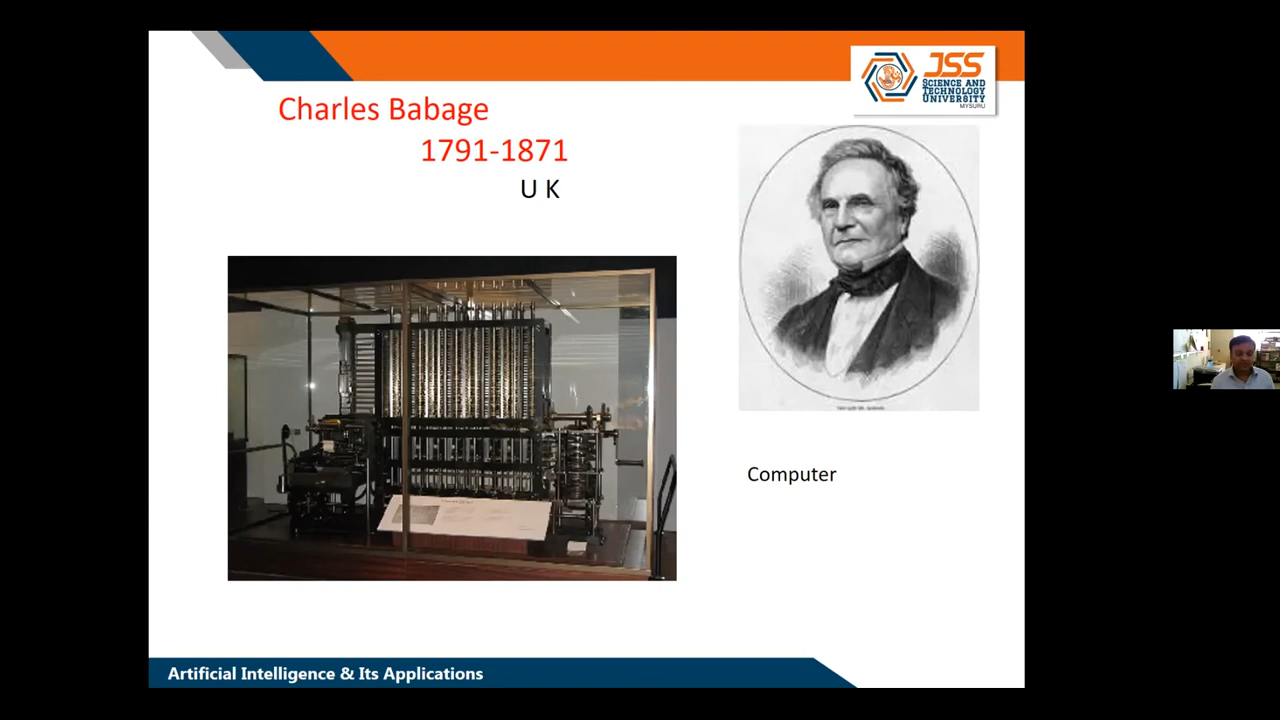 JSS
SCIENCE AND
TECHNOLOGY
UNIVERSITY
MYSURU
Charles Babage
1791-1871
U K
Computer
Artificial Intelligence & Its Applications